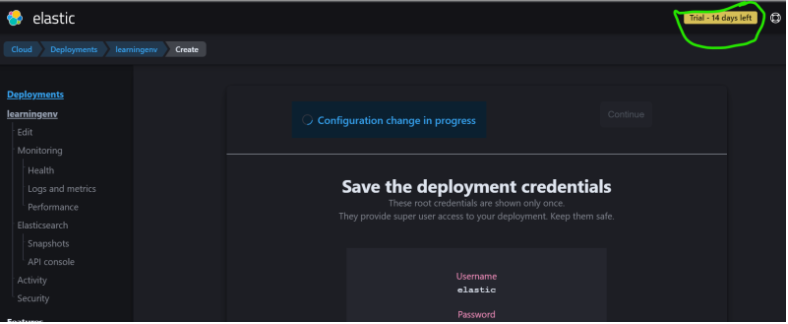 elastic
Trial - 14 days left
Cloud Deployments learningenv Create
Deployments
learningenv
Edit
Monitoring
Health
Logs and metrics
Performance
Elasticsearch
Snapshots
API console
Activity
Security
Features
Configuration change in progress
Continue
Save the deployment credentials
These root credentials are shown only once.
They provide super user access to your deployment. Keep them safe.
Username
elastic
Password